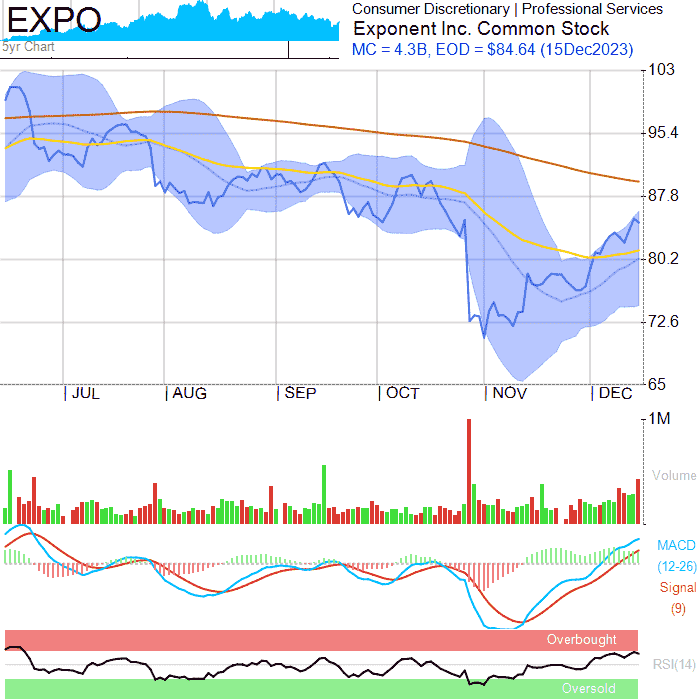 EXPO
5yr Chart
Consumer Discretionary | Professional Services
Exponent Inc. Common Stock
MC = 4.3B, EOD = $84.64 (15Dec2023)
103
95.4
87.8
80.2
72.6
65
| JUL | AUG | SEP | OCT | NOV | DEC
1M
Volume
MACD
(12-26)
Signal
(9)
Overbought
RSI(14)
Oversold